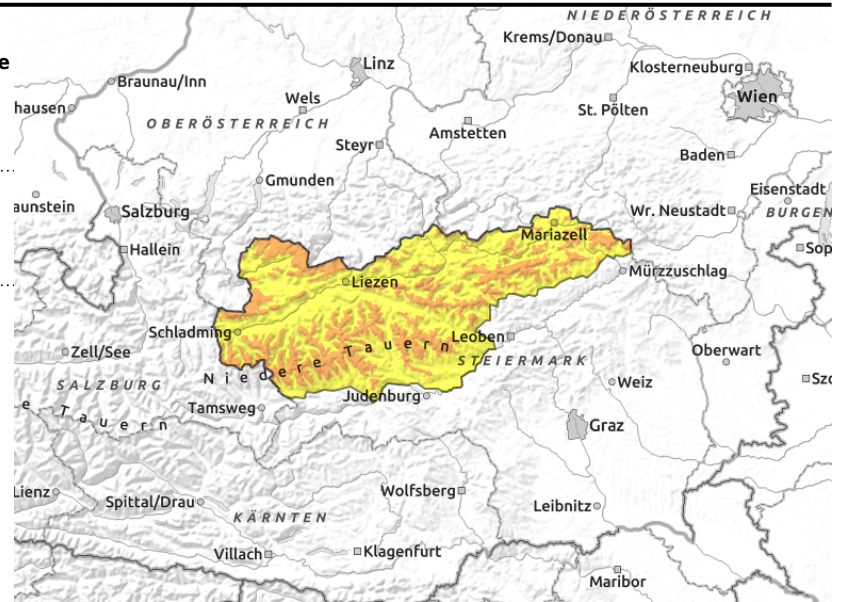 NIEDERÖSTERREICH
Krems/Donau
e
Linz
Klosterneuburg
Braunau/Inn
Wien
hausen
Wels
St. Pölten
OBERÖSTERREICH
Amstetten
Steyr
Baden
Gmunden
Eisenstadt
aunstein
Salzburg
Wr. Neustadt
BURGEN
Mariazell
Hallein
Sop
Mürzzuschlag
Liezen
Schladming
Leoben
Zell/See
Niedere Tauern
STEIERMARK
Oberwart
SALZBURG
Weiz
Szo
Tamsweg
Judenburg
e Tauern
Graz
Lienz
Spittal/Drau
Wolfsberg
Leibnitz
KÄRNTEN
Villach
Klagenfurt
Maribor